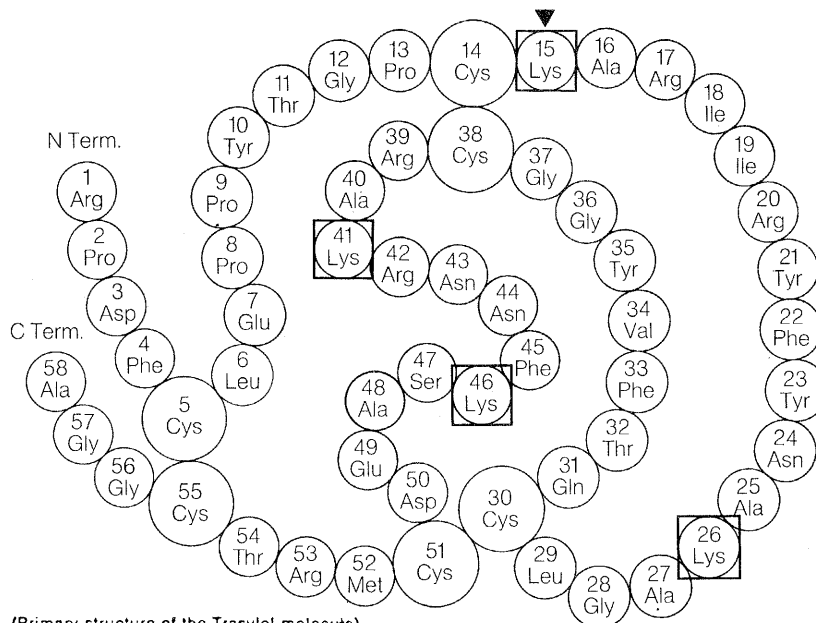 N Term.
1 Arg
2 Pro
3 Asp
4 Phe
5 Cys
6 Leu
7 Glu
8 Pro
9 Pro
10 Tyr
11 Thr
12 Gly
13 Pro
14 Cys
15 Lys
16 Ala
17 Arg
18 Ile
19 Ile
20 Arg
21 Tyr
22 Phe
23 Tyr
24 Asn
25 Ala
26 Lys
27 Ala
28 Gly
29 Leu
30 Cys
31 Gln
32 Thr
33 Phe
34 Val
35 Tyr
36 Gly
37 Gly
38 Cys
39 Arg
40 Ala
41 Lys
42 Arg
43 Asn
44 Asn
45 Phe
46 Lys
47 Ser
48 Ala
49 Glu
50 Asp
51 Cys
52 Met
53 Arg
54 Thr
55 Cys
56 Gly
57 Gly
58 Ala
C Term.
(Primary structure of the Trasylol molecule)